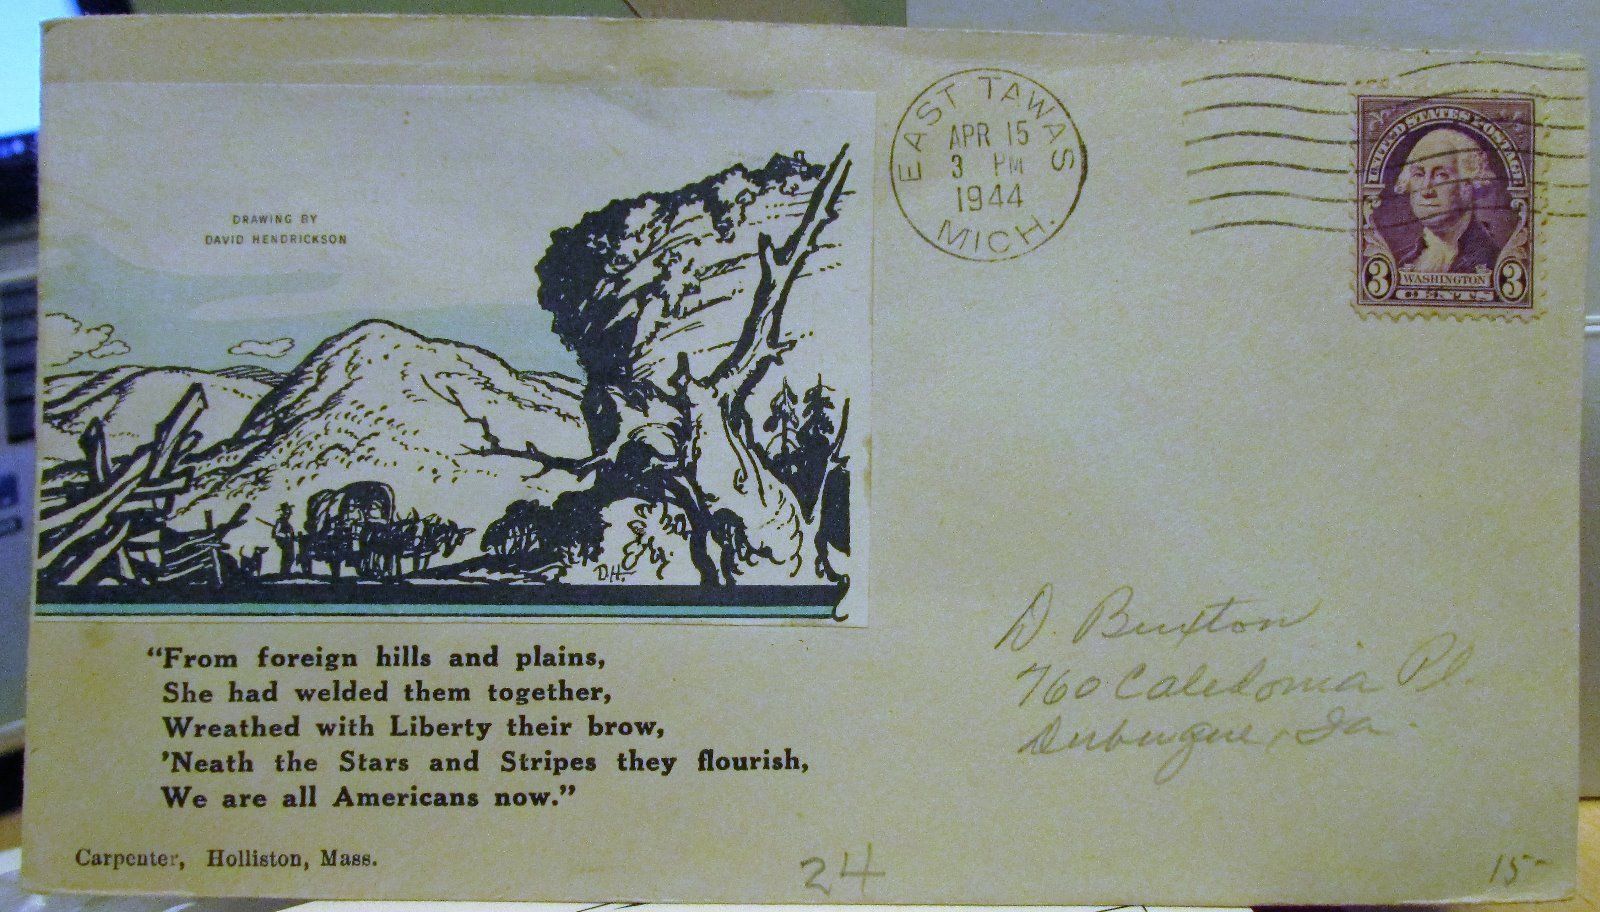 DRAWING BY
DAVID HENDRICKSON
D.H.
"From foreign hills and plains,
She had welded them together,
Wreathed with Liberty their brow,
'Neath the Stars and Stripes they flourish,
We are all Americans now."
Carpenter, Holliston, Mass.
EAST TAWAS
APR 15
3 PM
1944
MICH.
UNITED STATES POSTAGE
3 WASHINGTON 3
CENTS
D. Buxton
760 Caledonia Pl.
Dubuque, Ia.
24
15-